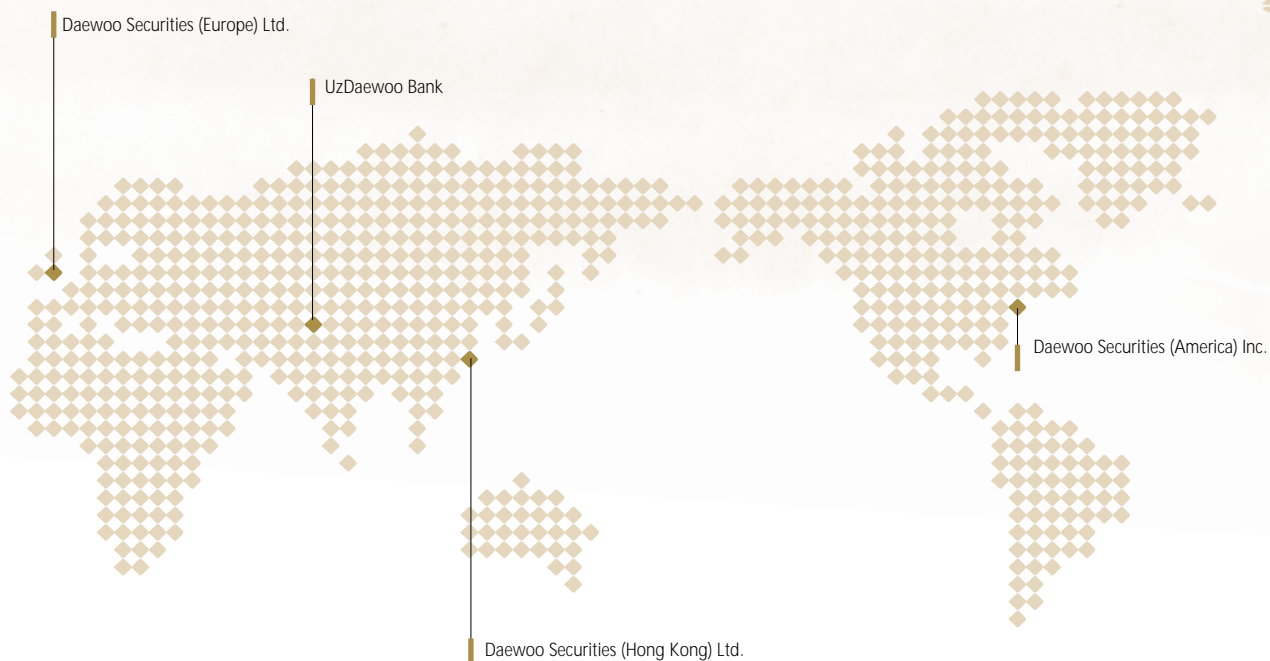 Daewoo Securities (Europe) Ltd.
UzDaewoo Bank
Daewoo Securities (America) Inc.
Daewoo Securities (Hong Kong) Ltd.